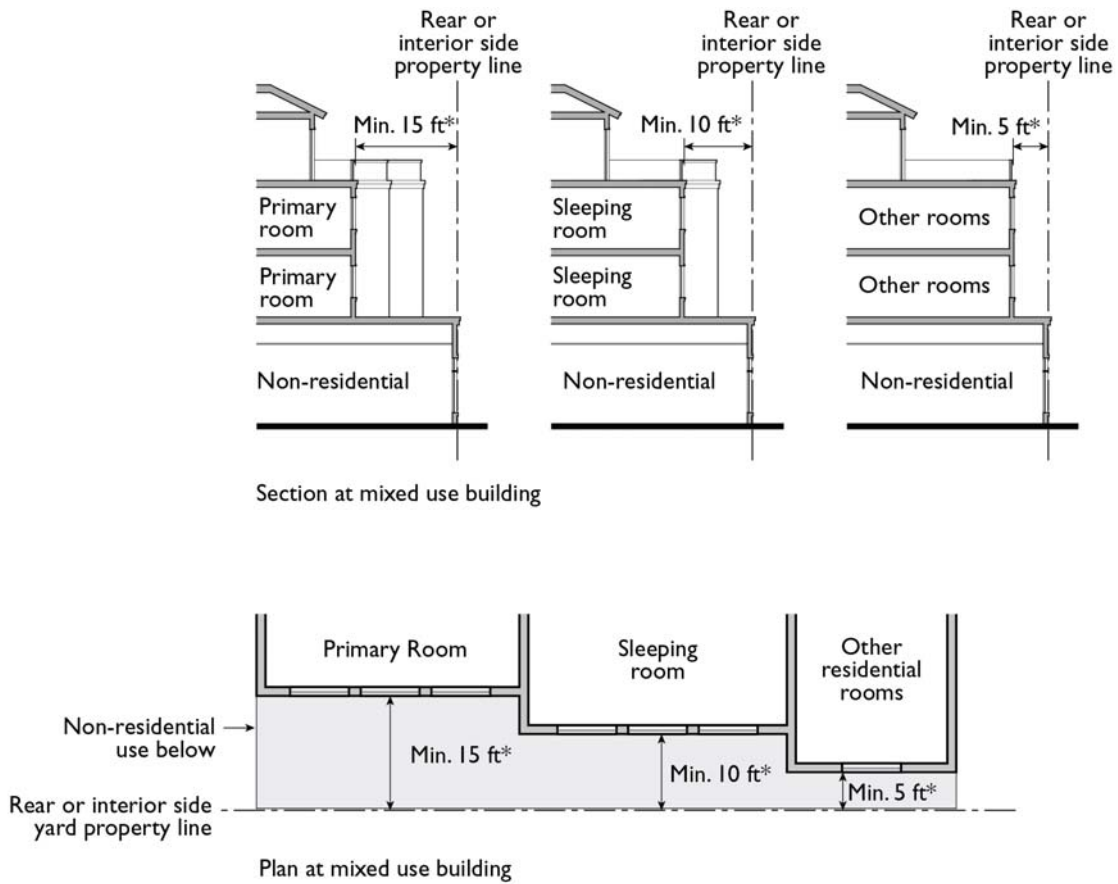 Rear or
interior side
property line
Rear or
interior side
property line
Rear or
interior side
property line
Min. 15 ft*
Min. 10 ft*
Min. 5 ft*
Primary
room
Primary
room
Non-residential
Sleeping
room
Sleeping
room
Non-residential
Other rooms
Other rooms
Non-residential
Section at mixed use building
Primary Room
Sleeping
room
Other
residential
rooms
Non-residential
use below
Min. 15 ft*
Min. 10 ft*
Min. 5 ft*
Rear or interior side
yard property line
Plan at mixed use building